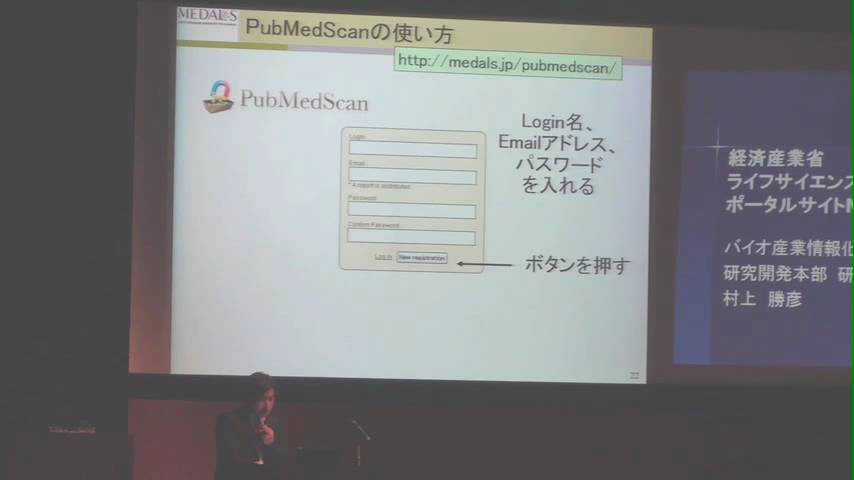 MEDALS
PubMedScanの使い方
http://medals.jp/pubmedscan/
PubMedScan
Login
Email
* A report is distributed.
Password
Confirm Password
Log in
New registration
Login名、
Emailアドレス、
パスワード
を入れる
ボタンを押す
22
経済産業省
ライフサイエンス
ポータルサイトM
バイオ産業情報化
研究開発本部 研
村上 勝彦